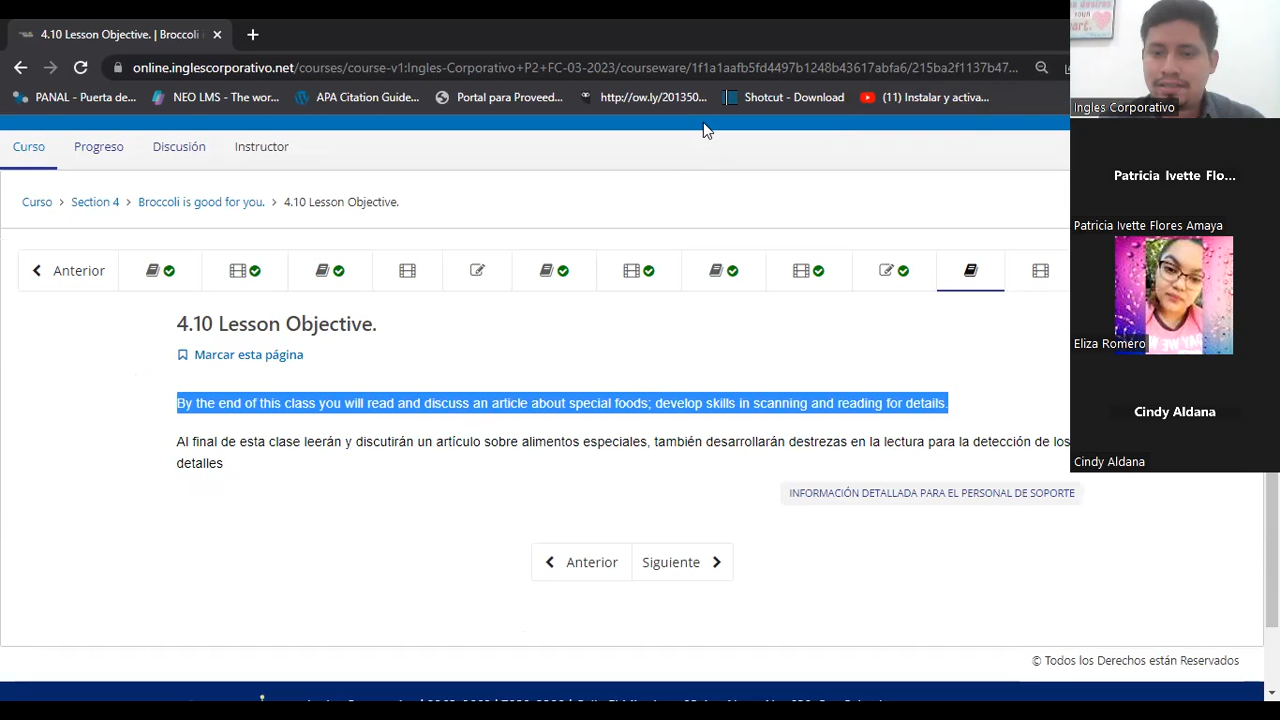 4.10 Lesson Objective. | Broccoli
online.inglescorporativo.net/courses/course-v1:Ingles-Corporativo+P2+FC-03-2023/courseware/1f1a1aafb5fd4497b1248b43617abfa6/215ba2f1137b47...
PANAL - Puerta de...
NEO LMS - The wor...
APA Citation Guide...
Portal para Proveed...
http://ow.ly/201350...
Shotcut - Download
(11) Instalar y activa...
Curso
Progreso
Discusión
Instructor
Curso > Section 4 > Broccoli is good for you. > 4.10 Lesson Objective.
Anterior
4.10 Lesson Objective.
Marcar esta página
By the end of this class you will read and discuss an article about special foods; develop skills in scanning and reading for details.
Al final de esta clase leerán y discutirán un artículo sobre alimentos especiales, también desarrollarán destrezas en la lectura para la detección de los
detalles
INFORMACIÓN DETALLADA PARA EL PERSONAL DE SOPORTE
Anterior
Siguiente
© Todos los Derechos están Reservados
Ingles Corporativo
Patricia Ivette Flo...
Patricia Ivette Flores Amaya
Eliza Romero
Cindy Aldana
Cindy Aldana